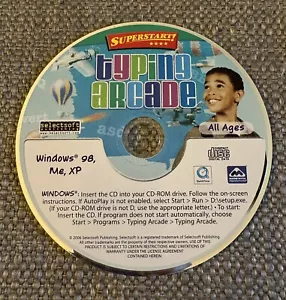 SUPERSTART!
typing
arcade
selectsoft
All Ages
Windows® 98,
Me, XP
WINDOWS®: Insert the CD into your CD-ROM drive. Follow the on-screen
instructions. If AutoPlay is not enabled, select Start > Run > D:\setup.exe.
(If your CD-ROM drive is not D, use the appropriate letter.) •To start:
Insert the CD. If program does not start automatically, choose
Start > Programs > Typing Arcade > Typing Arcade.
© 2006 Selectsoft Publishing. Selectsoft is a registered trademark of Selectsoft Publishing.
All other trademarks are the property of their respective owners. USE OF THIS
PRODUCT IS SUBJECT TO CERTAIN RESTRICTIONS AND LIMITED
WARRANTIES UNDER THE LICENSE AGREEMENT
CONTAINED HEREIN.